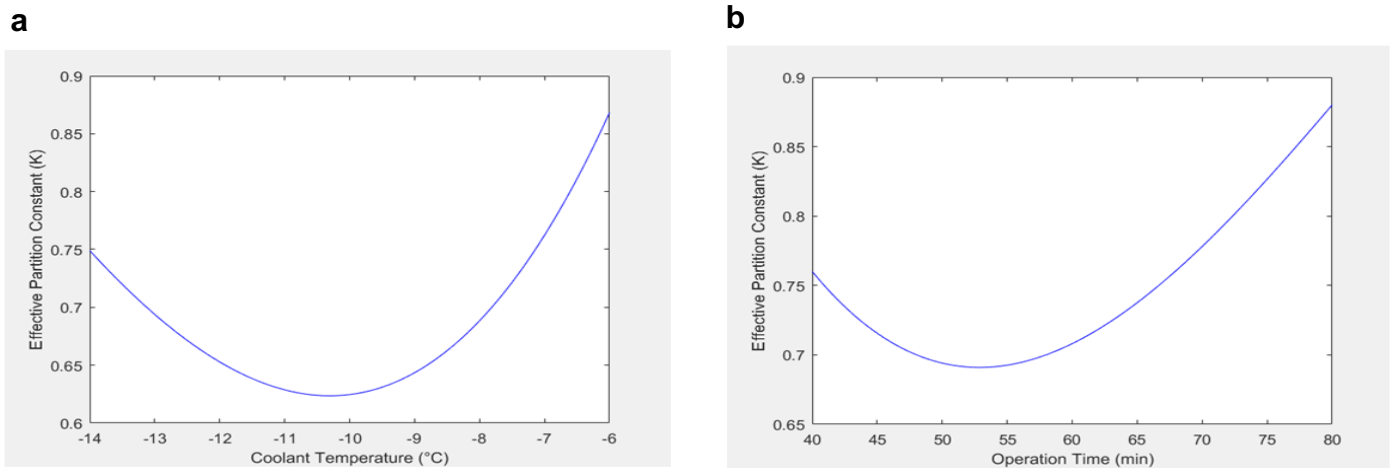 a
b
0.9
0.85
0.8
0.75
0.7
0.65
0.6
Effective Partition Constant (K)
-14 -13 -12 -11 -10 -9 -8 -7 -6
Coolant Temperature (°C)
0.9
0.85
0.8
0.75
0.7
0.65
Effective Partition Constant (K)
40 45 50 55 60 65 70 75 80
Operation Time (min)